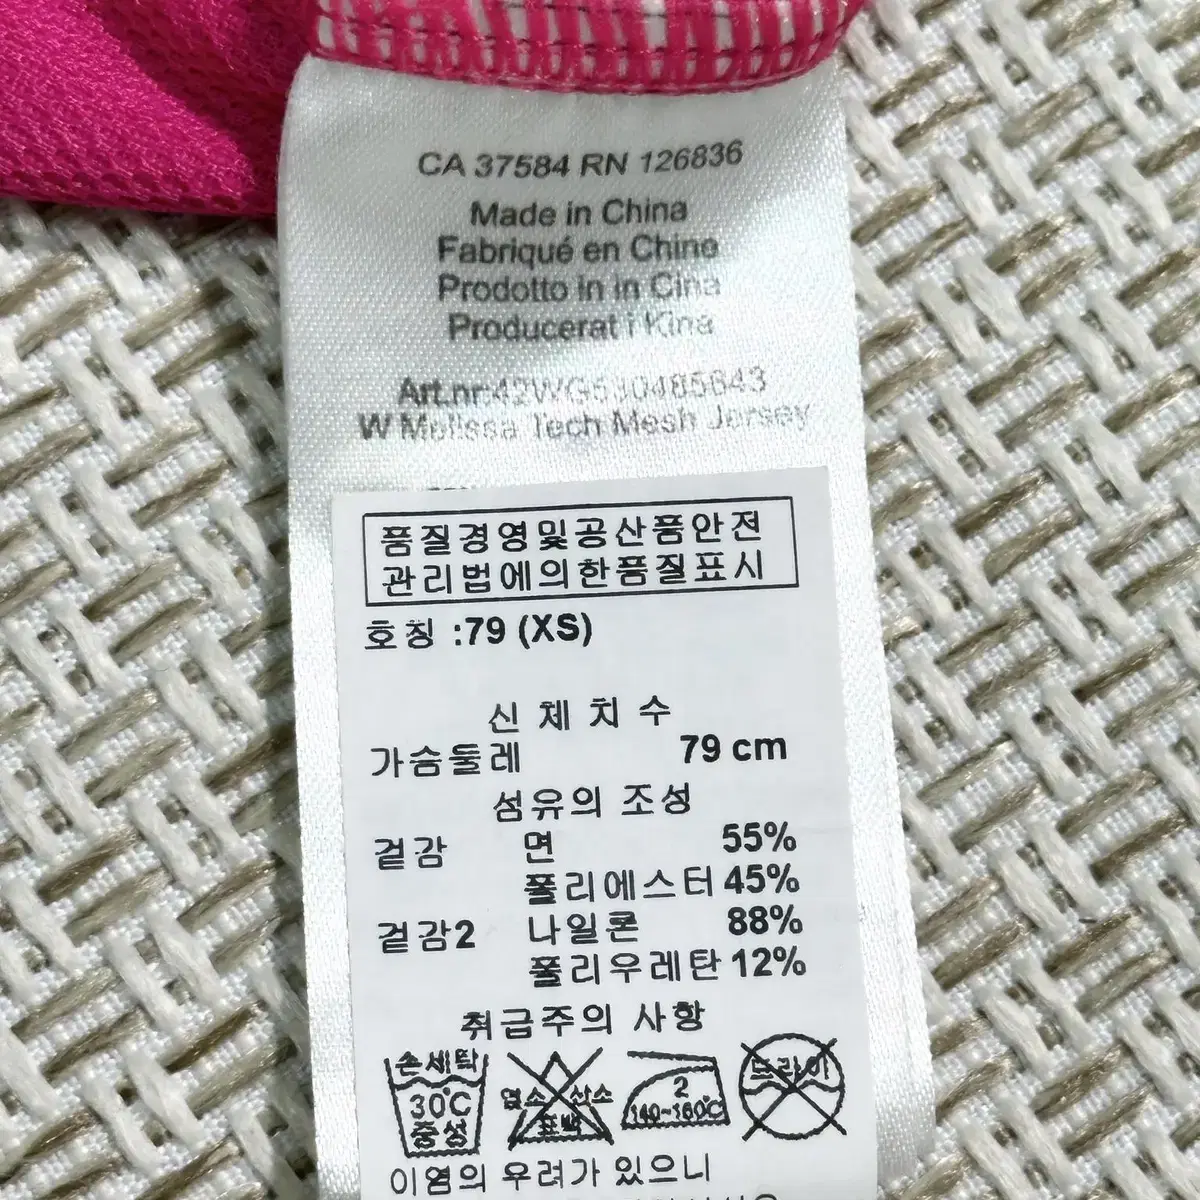 CA 37584 RN 126836
Made in China
Fabriqué en Chine
Prodotto in in Cina
Producerat i Kina
Art.nr:42WG530485643
W Melissa Tech Mesh Jersey
품질경영및공산품안전
관리법에의한품질표시
호칭 :79 (XS)
신체치수
가슴둘레 79 cm
섬유의 조성
겉감 면 55%
폴리에스터 45%
겉감2 나일론 88%
폴리우레탄 12%
취급주의 사항
손세탁 30℃ 중성
염소 산소 표백
2 140~160℃
드라이
이염의 우려가 있으니